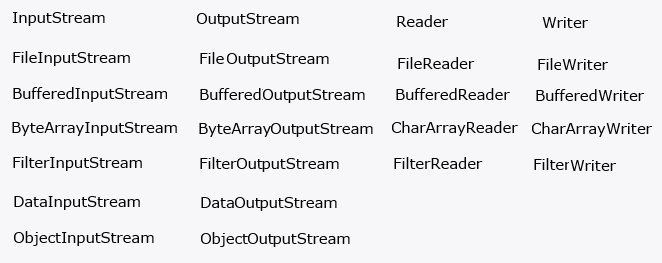 InputStream OutputStream Reader Writer
FileInputStream FileOutputStream FileReader FileWriter
BufferedInputStream BufferedOutputStream BufferedReader BufferedWriter
ByteArrayInputStream ByteArrayOutputStream CharArrayReader CharArrayWriter
FilterInputStream FilterOutputStream FilterReader FilterWriter
DataInputStream DataOutputStream
ObjectInputStream ObjectOutputStream